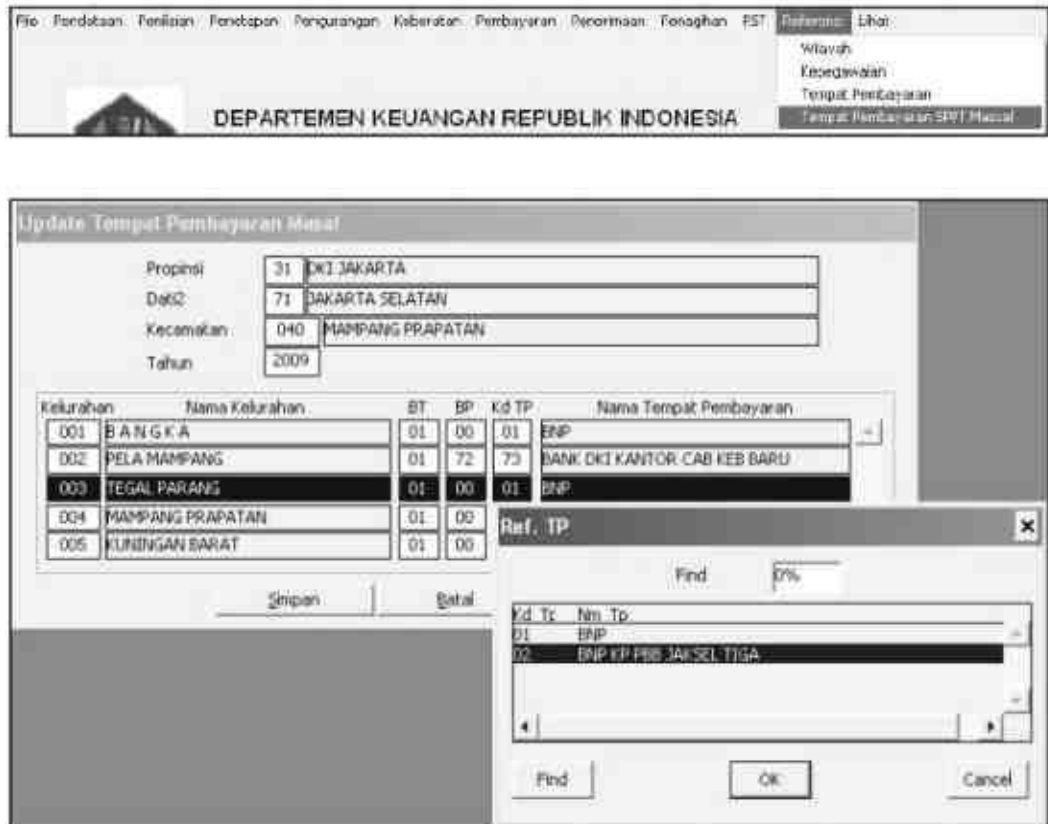 File Pendataan Penilaian Penetapan Pengurangan Keberatan Pembayaran Penerimaan Penagihan PST Referensi Lihat
Wilayah
Kepegawaian
Tempat Pembayaran
Tempat Pembayaran SPPT Massal
DEPARTEMEN KEUANGAN REPUBLIK INDONESIA
Update Tempat Pembayaran Masal
Propinsi 31 DKI JAKARTA
Dati2 71 JAKARTA SELATAN
Kecamatan 040 MAMPANG PRAPATAN
Tahun 2009
Kelurahan Nama Kelurahan BT BP Kd TP Nama Tempat Pembayaran
001 B A N G K A 01 00 01 BNP
002 PELA MAMPANG 01 72 73 BANK DKI KANTOR CAB KEB BARU
003 TEGAL PARANG 01 00 01 BNP
004 MAMPANG PRAPATAN 01 00
005 KUNINGAN BARAT 01 00
Simpan Batal
Ref. TP
Find 0%
Kd Tp Nm Tp
01 BNP
02 BNP KP PBB JAKSEL TIGA
Find OK Cancel